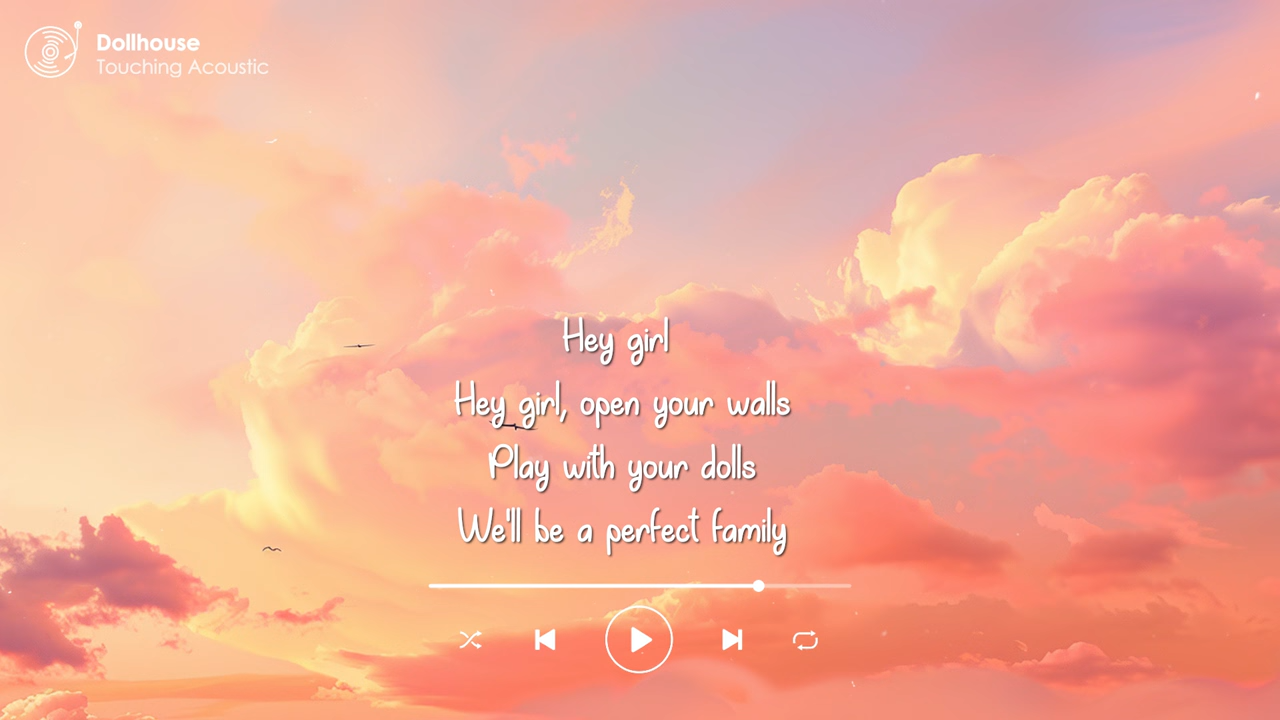 Dollhouse
Touching Acoustic
Hey girl
Hey girl, open your walls
Play with your dolls
We'll be a perfect family